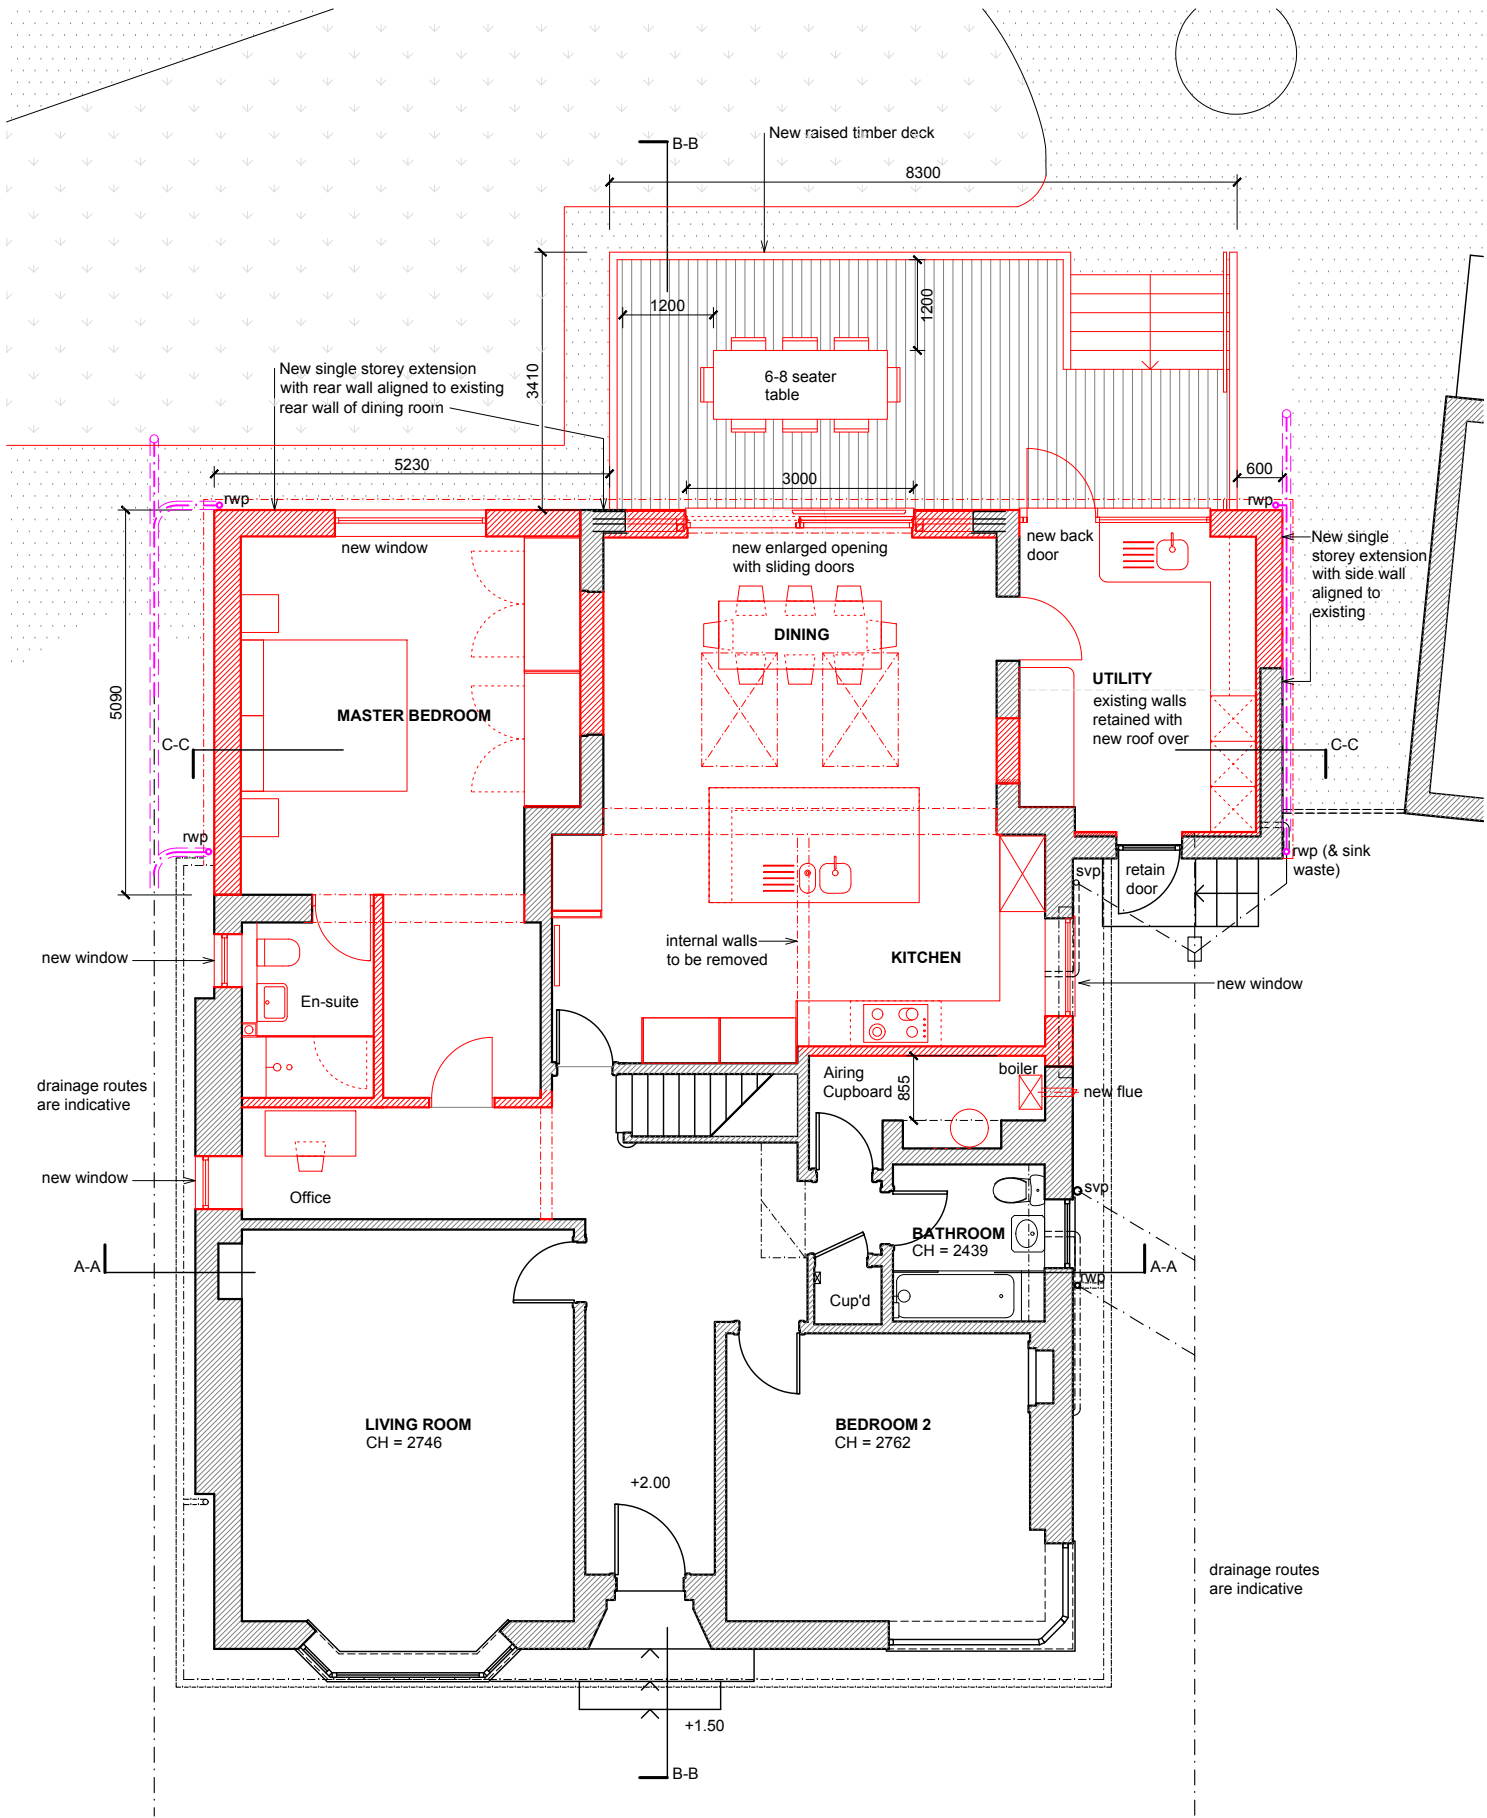 New raised timber deck
B-B
8300
1200
1200
3410
6-8 seater
table
New single storey extension
with rear wall aligned to existing
rear wall of dining room
5230
3000
600
rwp
rwp
new window
new enlarged opening
with sliding doors
new back
door
New single
storey extension
with side wall
aligned to
existing
DINING
UTILITY
existing walls
retained with
new roof over
5090
MASTER BEDROOM
C-C
C-C
rwp
rwp (& sink
waste)
svp
retain
door
new window
internal walls
to be removed
KITCHEN
new window
En-suite
drainage routes
are indicative
Airing
Cupboard
855
boiler
new flue
new window
Office
svp
BATHROOM
CH = 2439
A-A
A-A
rwp
Cup'd
LIVING ROOM
CH = 2746
BEDROOM 2
CH = 2762
+2.00
drainage routes
are indicative
+1.50
B-B